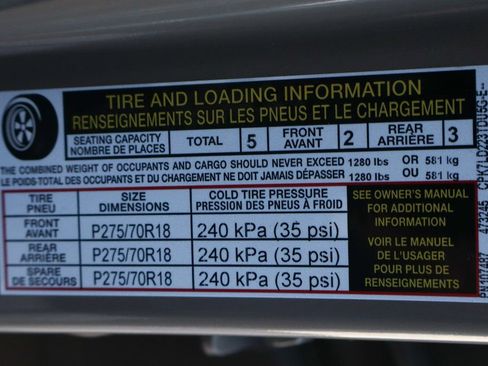 TIRE AND LOADING INFORMATION
RENSEIGNEMENTS SUR LES PNEUS ET LE CHARGEMENT
SEATING CAPACITY
NOMBRE DE PLACES
TOTAL 5
FRONT
AVANT
2
REAR
ARRIÈRE
3
THE COMBINED WEIGHT OF OCCUPANTS AND CARGO SHOULD NEVER EXCEED 1280 lbs OR 581 kg
LE POIDS-TOTAL DES OCCUPANTS ET DU CHARGEMENT NE DOIT JAMAIS DÉPASSER 1280 lbs OU 581 kg
TIRE
PNEU
SIZE
DIMENSIONS
COLD TIRE PRESSURE
PRESSION DES PNEUS À FROID
FRONT
AVANT
P275/70R18
240 kPa (35 psi)
REAR
ARRIÈRE
P275/70R18
240 kPa (35 psi)
SPARE
DE SECOURS
P275/70R18
240 kPa (35 psi)
SEE OWNER'S MANUAL
FOR ADDITIONAL
INFORMATION
VOIR LE MANUEL
DE L'USAGER
POUR PLUS DE
RENSEIGNEMENTS
473245